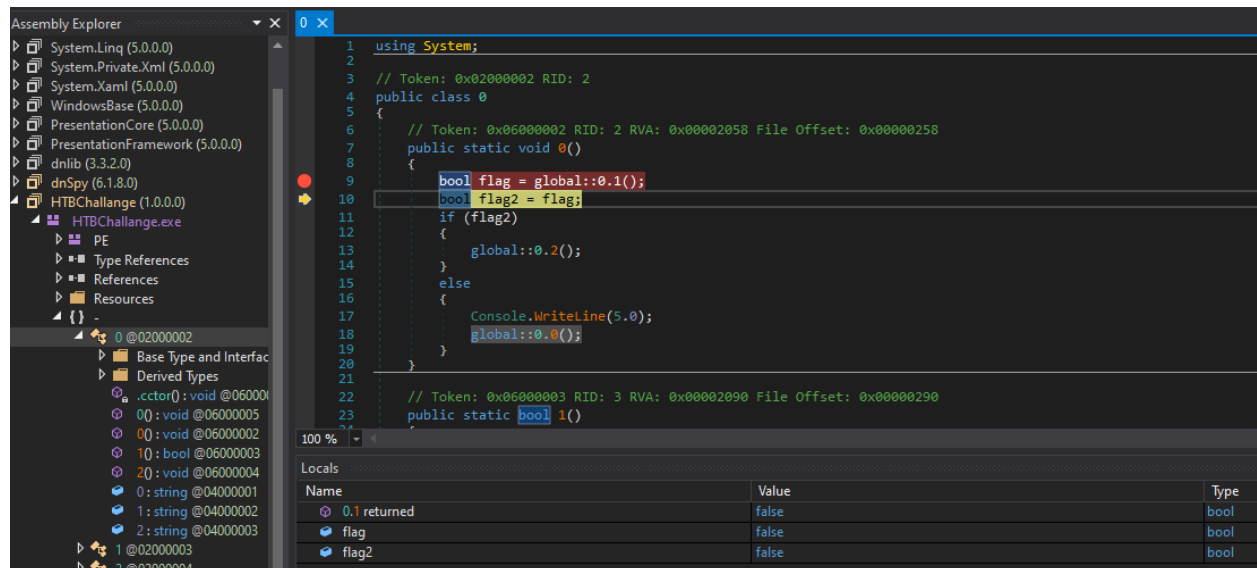 Assembly Explorer
System.Linq (5.0.0.0)
System.Private.Xml (5.0.0.0)
System.Xaml (5.0.0.0)
WindowsBase (5.0.0.0)
PresentationCore (5.0.0.0)
PresentationFramework (5.0.0.0)
dnlib (3.3.2.0)
dnSpy (6.1.8.0)
HTBChallange (1.0.0.0)
HTBChallange.exe
PE
Type References
References
Resources
{} -
0 @02000002
Base Type and Interfac
Derived Types
.cctor() : void @06000
0() : void @06000005
0() : void @06000002
1() : bool @06000003
2() : void @06000004
0 : string @04000001
1 : string @04000002
2 : string @04000003
1 @02000003
2 @02000004
0 ×
1 using System;
2
3 // Token: 0x02000002 RID: 2
4 public class 0
5 {
6 // Token: 0x06000002 RID: 2 RVA: 0x00002058 File Offset: 0x00000258
7 public static void 0()
8 {
9 bool flag = global::0.1();
10 bool flag2 = flag;
11 if (flag2)
12 {
13 global::0.2();
14 }
15 else
16 {
17 Console.WriteLine(5.0);
18 global::0.0();
19 }
20 }
21
22 // Token: 0x06000003 RID: 3 RVA: 0x00002090 File Offset: 0x00000290
23 public static bool 1()
100 %
Locals
Name Value Type
0.1 returned false bool
flag false bool
flag2 false bool